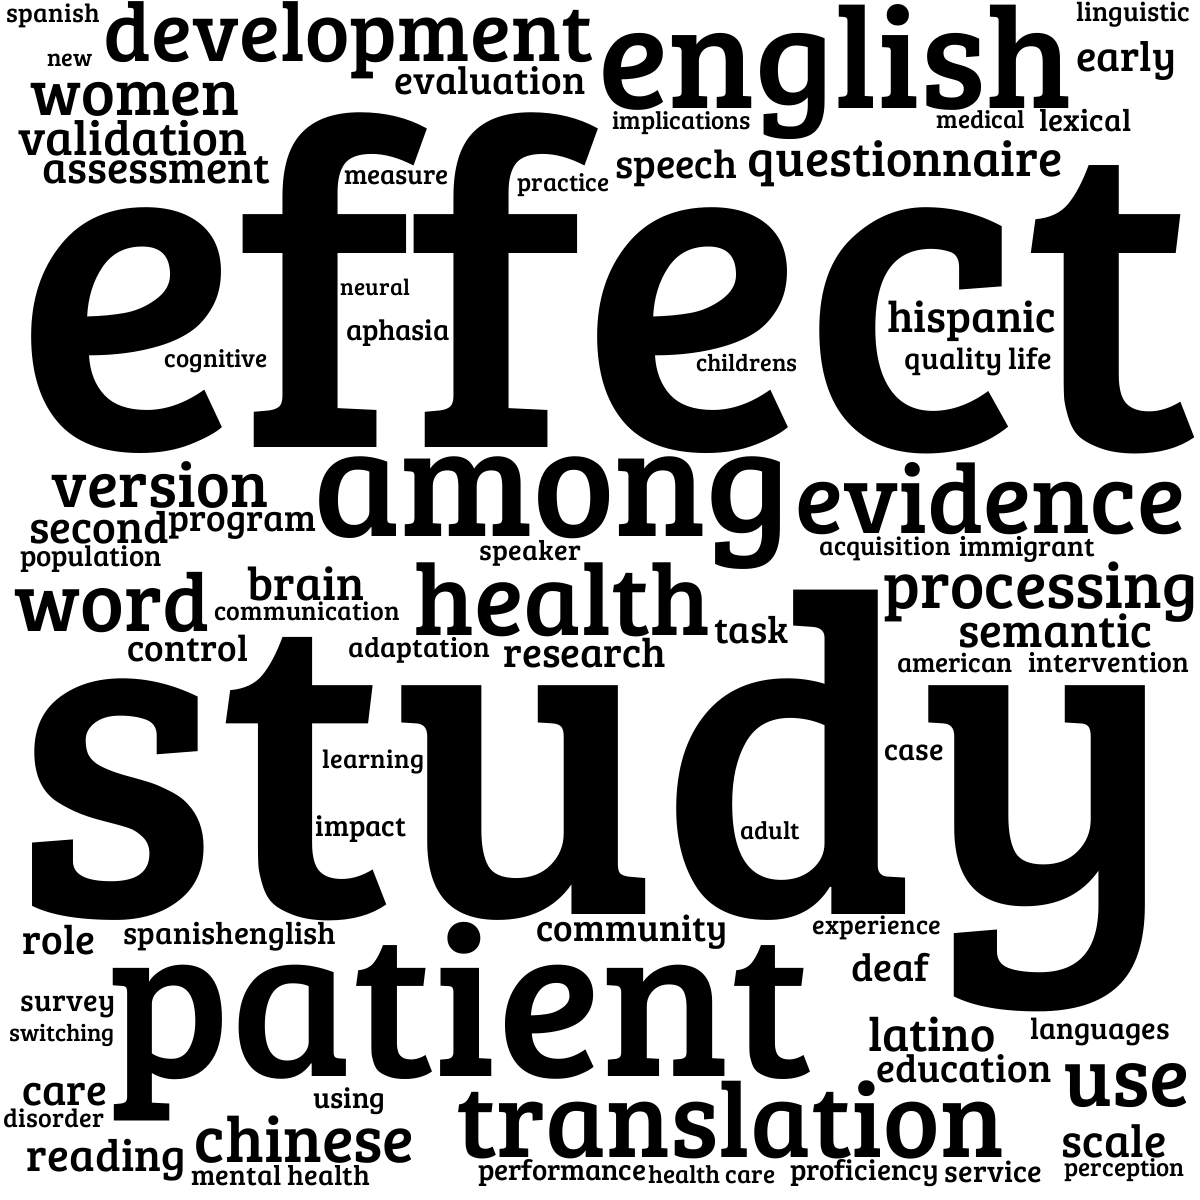 spanish
development
english
linguistic
new
evaluation
early
women
implications
medical
lexical
validation
assessment
measure
practice
speech
questionnaire
effect
neural
aphasia
cognitive
childrens
hispanic
quality life
version
among
evidence
second
program
population
speaker
acquisition
immigrant
word
brain
communication
health
task
processing
semantic
control
adaptation
research
american
intervention
study
learning
impact
adult
case
role
spanishenglish
community
experience
patient
deaf
survey
switching
latino
languages
care
disorder
using
education
use
reading
chinese
translation
scale
mental health
performance
health care
proficiency
service
perception